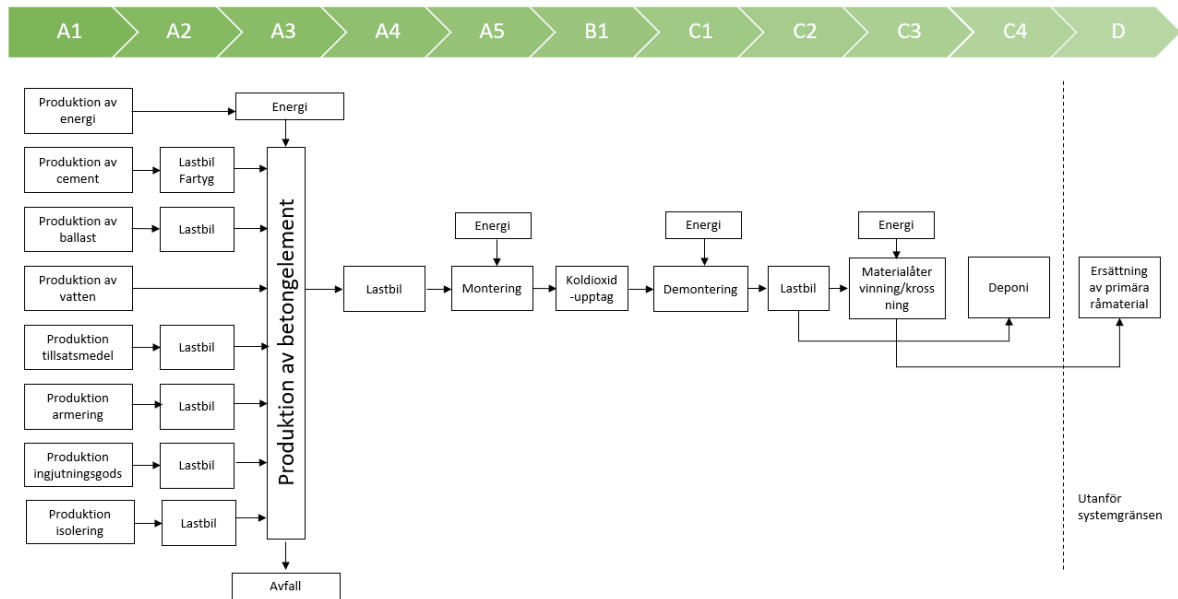 A1
A2
A3
A4
A5
B1
C1
C2
C3
C4
D
Produktion av
energi
Energi
Produktion av
cement
Lastbil
Fartyg
Produktion av
ballast
Lastbil
Produktion av
vatten
Produktion
tillsatsmedel
Lastbil
Produktion
armering
Lastbil
Produktion
ingjutningsgods
Lastbil
Produktion
isolering
Lastbil
Produktion av betongelement
Avfall
Lastbil
Energi
Montering
Koldioxid
-upptag
Energi
Demontering
Lastbil
Energi
Materialåter
vinning/kross
ning
Deponi
Ersättning
av primära
råmaterial
Utanför
systemgränsen